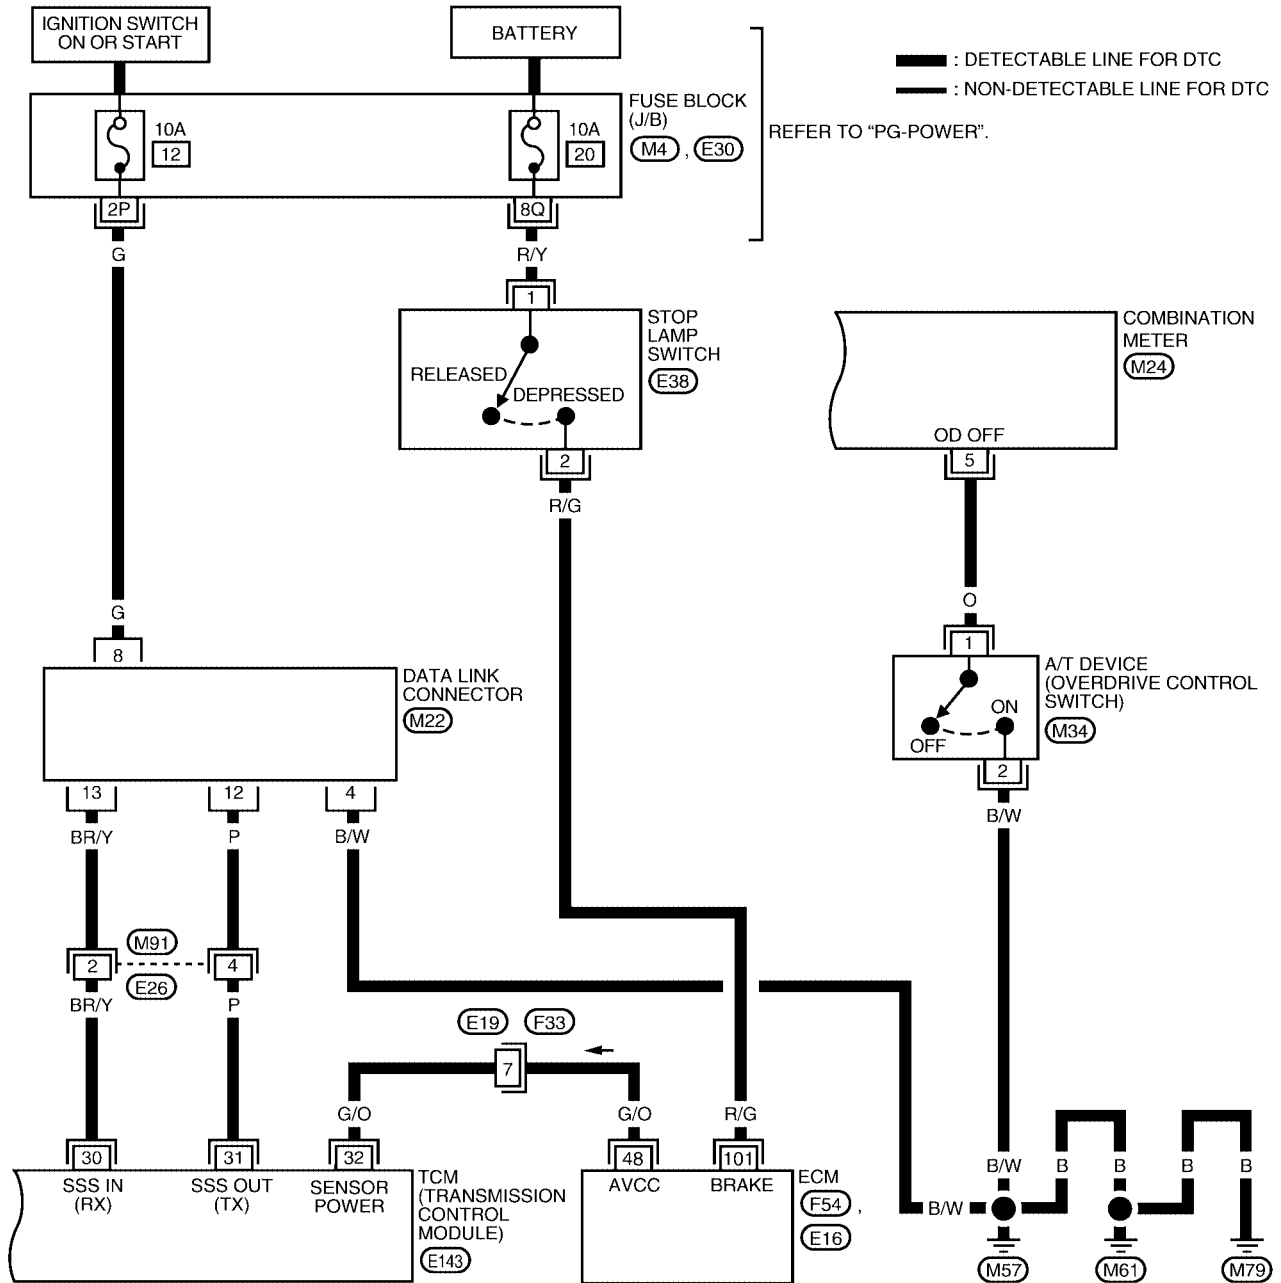 IGNITION SWITCH
ON OR START
BATTERY
: DETECTABLE LINE FOR DTC
: NON-DETECTABLE LINE FOR DTC
FUSE BLOCK
(J/B)
M4 , E30
REFER TO “PG-POWER”.
10A
12
10A
20
2P
8Q
G
R/Y
1
STOP
LAMP
SWITCH
E38
RELEASED
DEPRESSED
2
R/G
COMBINATION
METER
M24
OD OFF
5
O
G
8
1
A/T DEVICE
(OVERDRIVE CONTROL
SWITCH)
M34
ON
OFF
2
B/W
DATA LINK
CONNECTOR
M22
13
12
4
BR/Y
P
B/W
M91
2
4
E26
BR/Y
P
E19
F33
7
G/O
G/O
R/G
30
31
32
48
101
SSS IN
(RX)
SSS OUT
(TX)
SENSOR
POWER
TCM
(TRANSMISSION
CONTROL
MODULE)
E143
AVCC
BRAKE
ECM
F54 ,
E16
B/W
B
B
B
B
B/W
M57
M61
M79